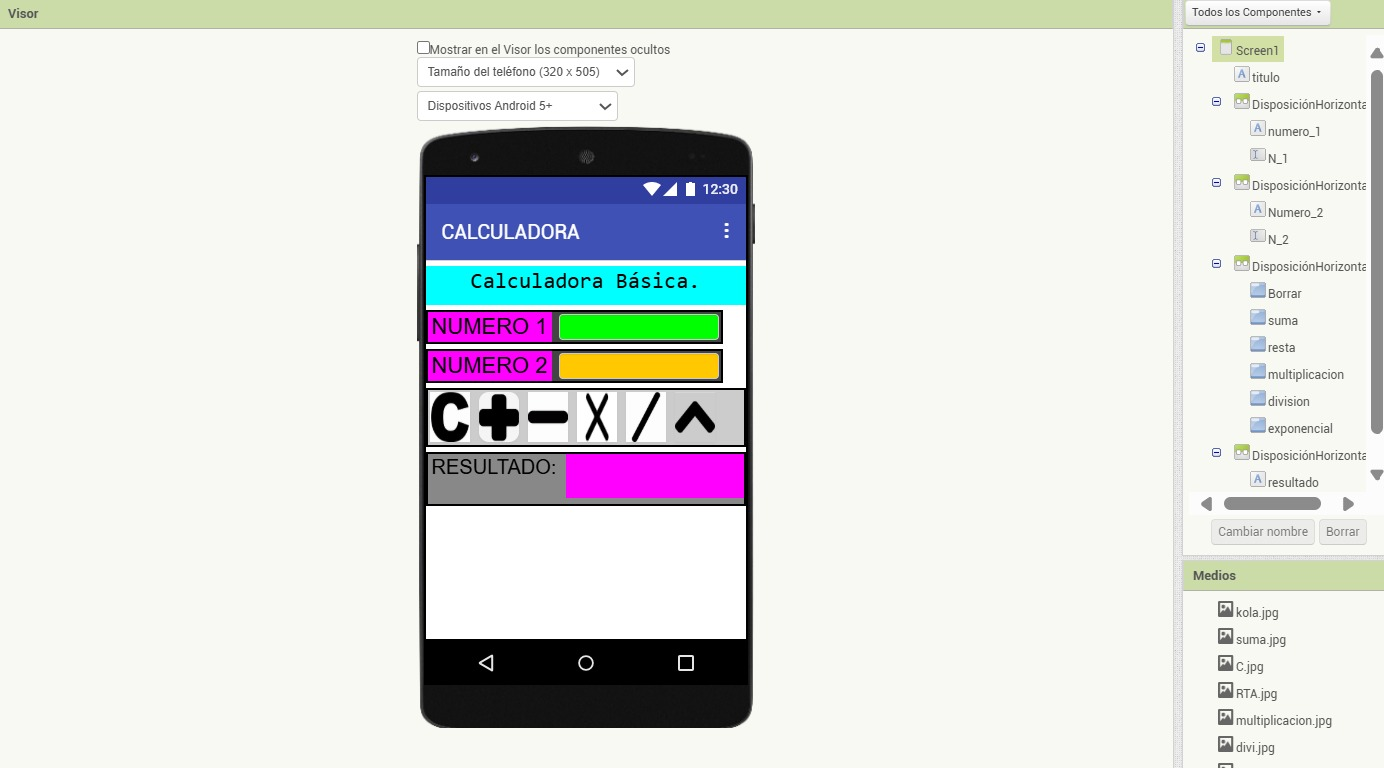 Visor
Mostrar en el Visor los componentes ocultos
Tamaño del teléfono (320 x 505)
Dispositivos Android 5+
12:30
CALCULADORA
Calculadora Básica.
NUMERO 1
NUMERO 2
C + - X / ^
RESULTADO:
Todos los Componentes
Screen1
titulo
DisposiciónHorizonta
numero_1
N_1
DisposiciónHorizonta
Numero_2
N_2
DisposiciónHorizonta
Borrar
suma
resta
multiplicacion
division
exponencial
DisposiciónHorizonta
resultado
Cambiar nombre Borrar
Medios
kola.jpg
suma.jpg
C.jpg
RTA.jpg
multiplicacion.jpg
divi.jpg